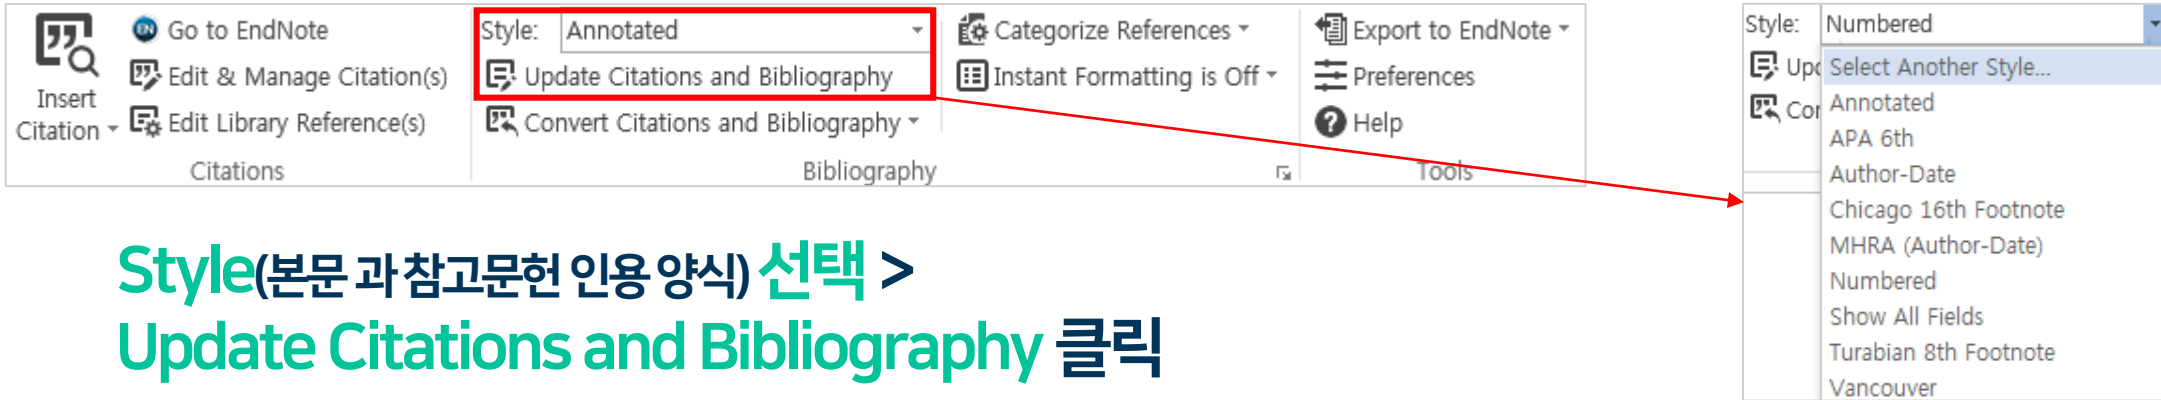 Insert
Citation
Go to EndNote
Edit & Manage Citation(s)
Edit Library Reference(s)
Citations
Style: Annotated
Update Citations and Bibliography
Convert Citations and Bibliography
Categorize References
Instant Formatting is Off
Bibliography
Export to EndNote
Preferences
Help
Tools
Style: Numbered
Upd
Cor
Select Another Style...
Annotated
APA 6th
Author-Date
Chicago 16th Footnote
MHRA (Author-Date)
Numbered
Show All Fields
Turabian 8th Footnote
Vancouver
Style(본문 과 참고문헌 인용 양식) 선택 >
Update Citations and Bibliography 클릭